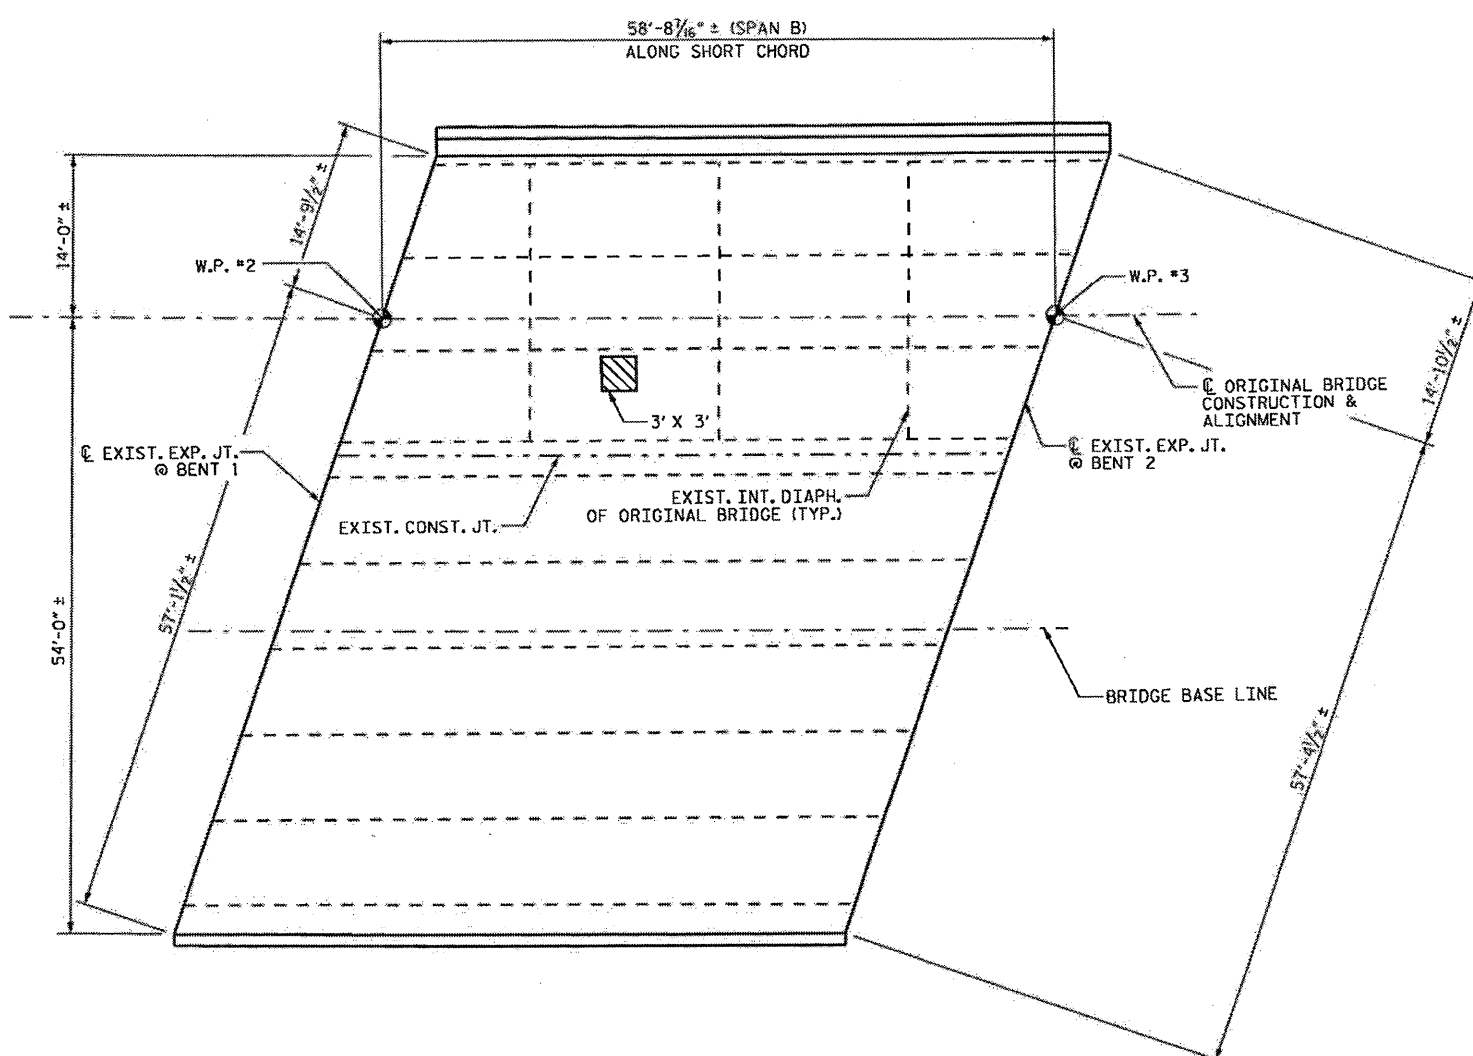 58'-8 7/16" ± (SPAN B)
ALONG SHORT CHORD
14'-9 1/2" ±
14'-0" ±
W.P. #2
W.P. #3
℄ ORIGINAL BRIDGE
CONSTRUCTION &
ALIGNMENT
14'-10 1/2" ±
3' X 3'
℄ EXIST. EXP. JT.
@ BENT 1
℄ EXIST. EXP. JT.
@ BENT 2
EXIST. INT. DIAPH.
OF ORIGINAL BRIDGE (TYP.)
EXIST. CONST. JT.
57'-1 1/2" ±
54'-0" ±
BRIDGE BASE LINE
57'-4 1/2" ±